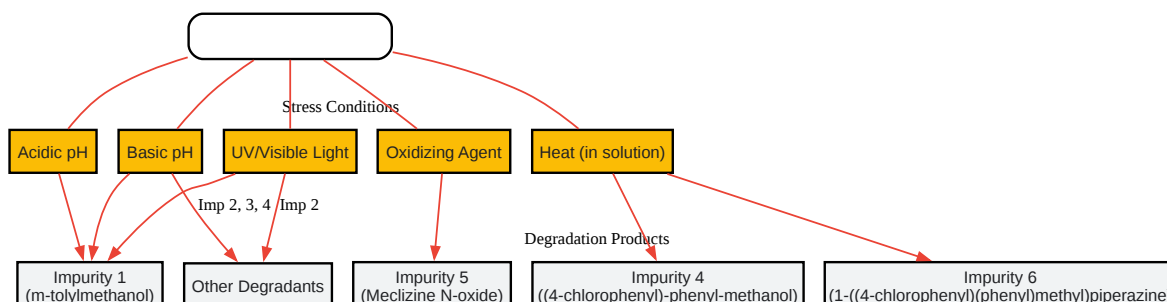 Stress Conditions
Acidic pH
Basic pH
UV/Visible Light
Oxidizing Agent
Heat (in solution)
Imp 2, 3, 4
Imp 2
Degradation Products
Impurity 1
(m-tolylmethanol)
Other Degradants
Impurity 5
(Meclizine N-oxide)
Impurity 4
((4-chlorophenyl)-phenyl-methanol)
Impurity 6
(1-((4-chlorophenyl)(phenyl)methyl)piperazine